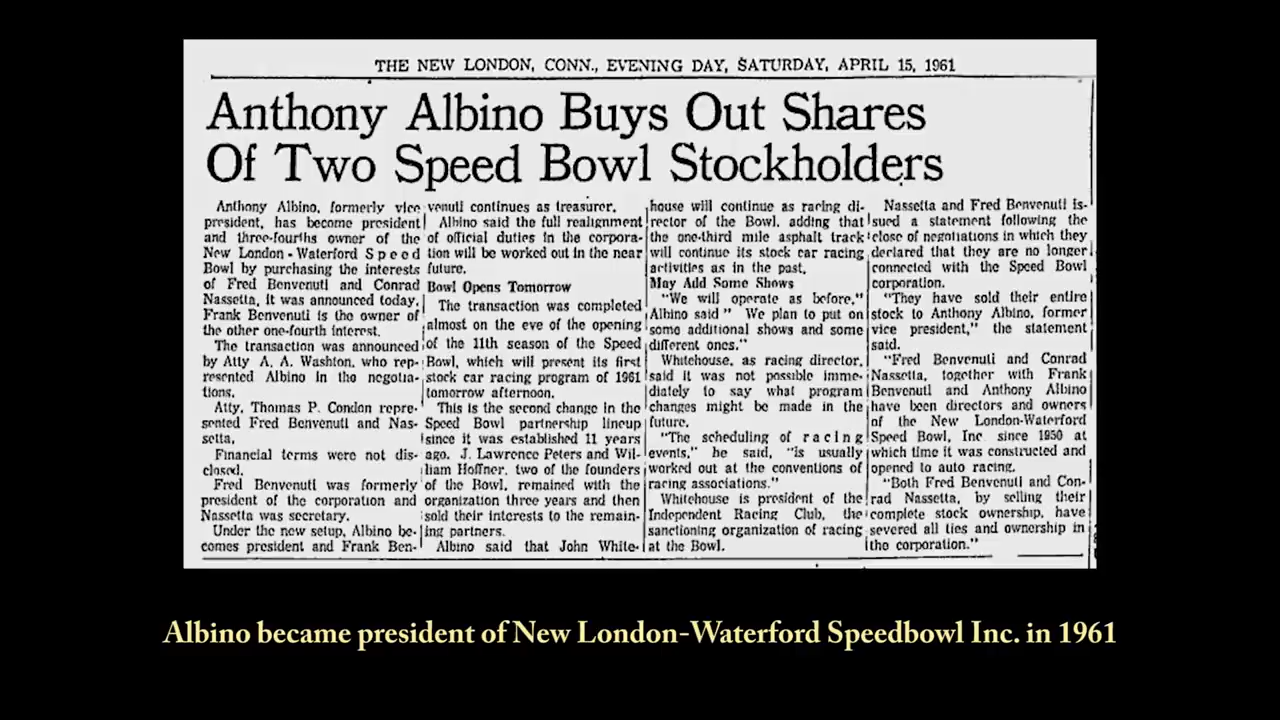 THE NEW LONDON, CONN., EVENING DAY, SATURDAY, APRIL 15, 1961
Anthony Albino Buys Out Shares
Of Two Speed Bowl Stockholders
Anthony Albino, formerly vice
president, has become president
and three-fourths owner of the
New London - Waterford Speed
Bowl by purchasing the interests
of Fred Benvenuti and Conrad
Nassetta, it was announced today.
Frank Benvenuti is the owner of
the other one-fourth interest.
The transaction was announced
by Atty A. A. Washton, who rep-
resented Albino in the negotia-
tions.
Atty. Thomas P. Condon repre-
sented Fred Benvenuti and Nas-
setta.
Financial terms were not dis-
closed.
Fred Benvenuti was formerly
president of the corporation and
Nassetta was secretary.
Under the new setup, Albino be-
comes president and Frank Ben-
venuti continues as treasurer.
Albino said the full realignment
of official duties in the corpora-
tion will be worked out in the near
future.
Bowl Opens Tomorrow
The transaction was completed
almost on the eve of the opening
of the 11th season of the Speed
Bowl, which will present its first
stock car racing program of 1961
tomorrow afternoon.
This is the second change in the
Speed Bowl partnership lineup
since it was established 11 years
ago. J. Lawrence Peters and Wil-
liam Hoffner, two of the founders
of the Bowl, remained with the
organization three years and then
sold their interests to the remain-
ing partners.
Albino said that John White-
house will continue as racing di-
rector of the Bowl, adding that
the one-third mile asphalt track
will continue its stock car racing
activities as in the past.
May Add Some Shows
"We will operate as before,"
Albino said " We plan to put on
some additional shows and some
different ones."
Whitehouse, as racing director,
said it was not possible imme-
diately to say what program
changes might be made in the
future.
"The scheduling of racing
events," he said, "is usually
worked out at the conventions of
racing associations."
Whitehouse is president of the
Independent Racing Club, the
sanctioning organization of racing
at the Bowl.
Nassetta and Fred Benvenuti is-
sued a statement following the
close of negotiations in which they
declared that they are no longer
connected with the Speed Bowl
corporation.
"They have sold their entire
stock to Anthony Albino, former
vice president," the statement
said.
"Fred Benvenuti and Conrad
Nassetta, together with Frank
Benvenuti and Anthony Albino
have been directors and owners
of the New London-Waterford
Speed Bowl, Inc since 1950 at
which time it was constructed and
opened to auto racing.
"Both Fred Benvenuti and Con-
rad Nassetta, by selling their
complete stock ownership, have
severed all ties and ownership in
the corporation."
Albino became president of New London-Waterford Speedbowl Inc. in 1961